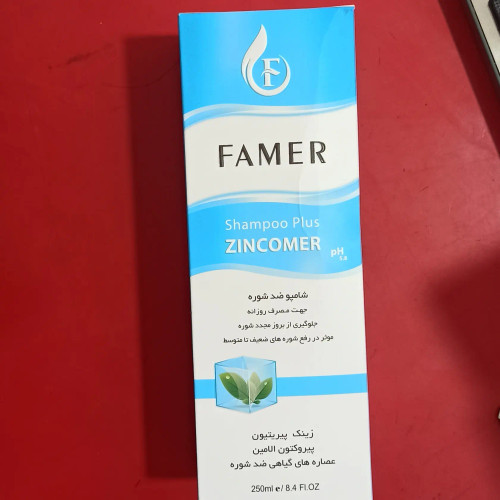 F
FAMER
Shampoo Plus
ZINCOMER
pH
5.8
شامپو ضد شوره
جهت مصرف روزانه
جلوگیری از بروز مجدد شوره
موثر در رفع شوره های ضعیف تا متوسط
زینک پیریتیون
پیروکتون الامین
عصاره های گیاهی ضد شوره
250ml e/ 8.4 Fl.OZ